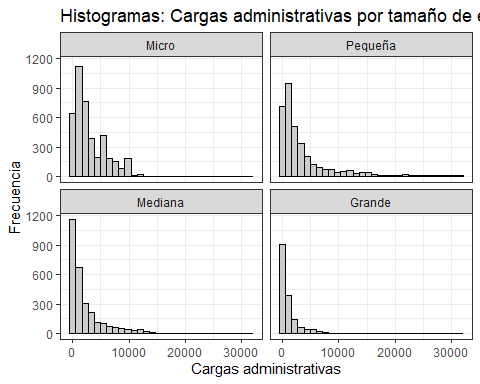 Histogramas: Cargas administrativas por tamaño de e
Micro
Pequeña
1200
900
600
300
0
Mediana
Grande
1200
900
600
300
0
Frecuencia
0 10000 20000 30000 0 10000 20000 30000
Cargas administrativas